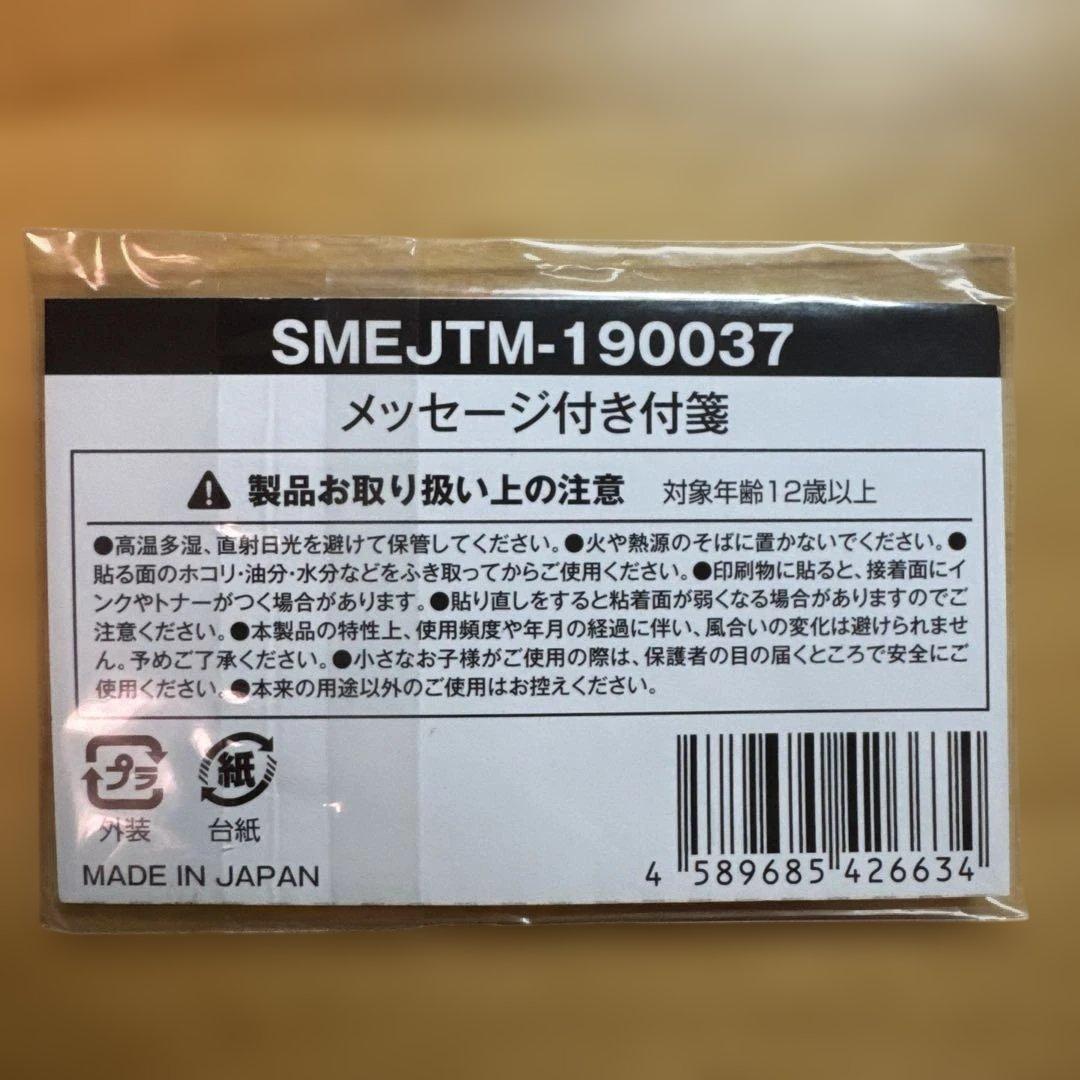 SMEJTM-190037
メッセージ付き付箋
製品お取り扱い上の注意 対象年齢12歳以上
●高温多湿、直射日光を避けて保管してください。●火や熱源のそばに置かないでください。●
貼る面のホコリ・油分・水分などをふき取ってからご使用ください。●印刷物に貼ると、接着面にイ
ンクやトナーがつく場合があります。●貼り直しをすると粘着面が弱くなる場合がありますのでご
注意ください。●本製品の特性上、使用頻度や年月の経過に伴い、風合いの変化は避けられませ
ん。予めご了承ください。●小さなお子様がご使用の際は、保護者の目の届くところで安全にご
使用ください。●本来の用途以外のご使用はお控えください。
プラ 紙
外装 台紙
MADE IN JAPAN
4 589685 426634